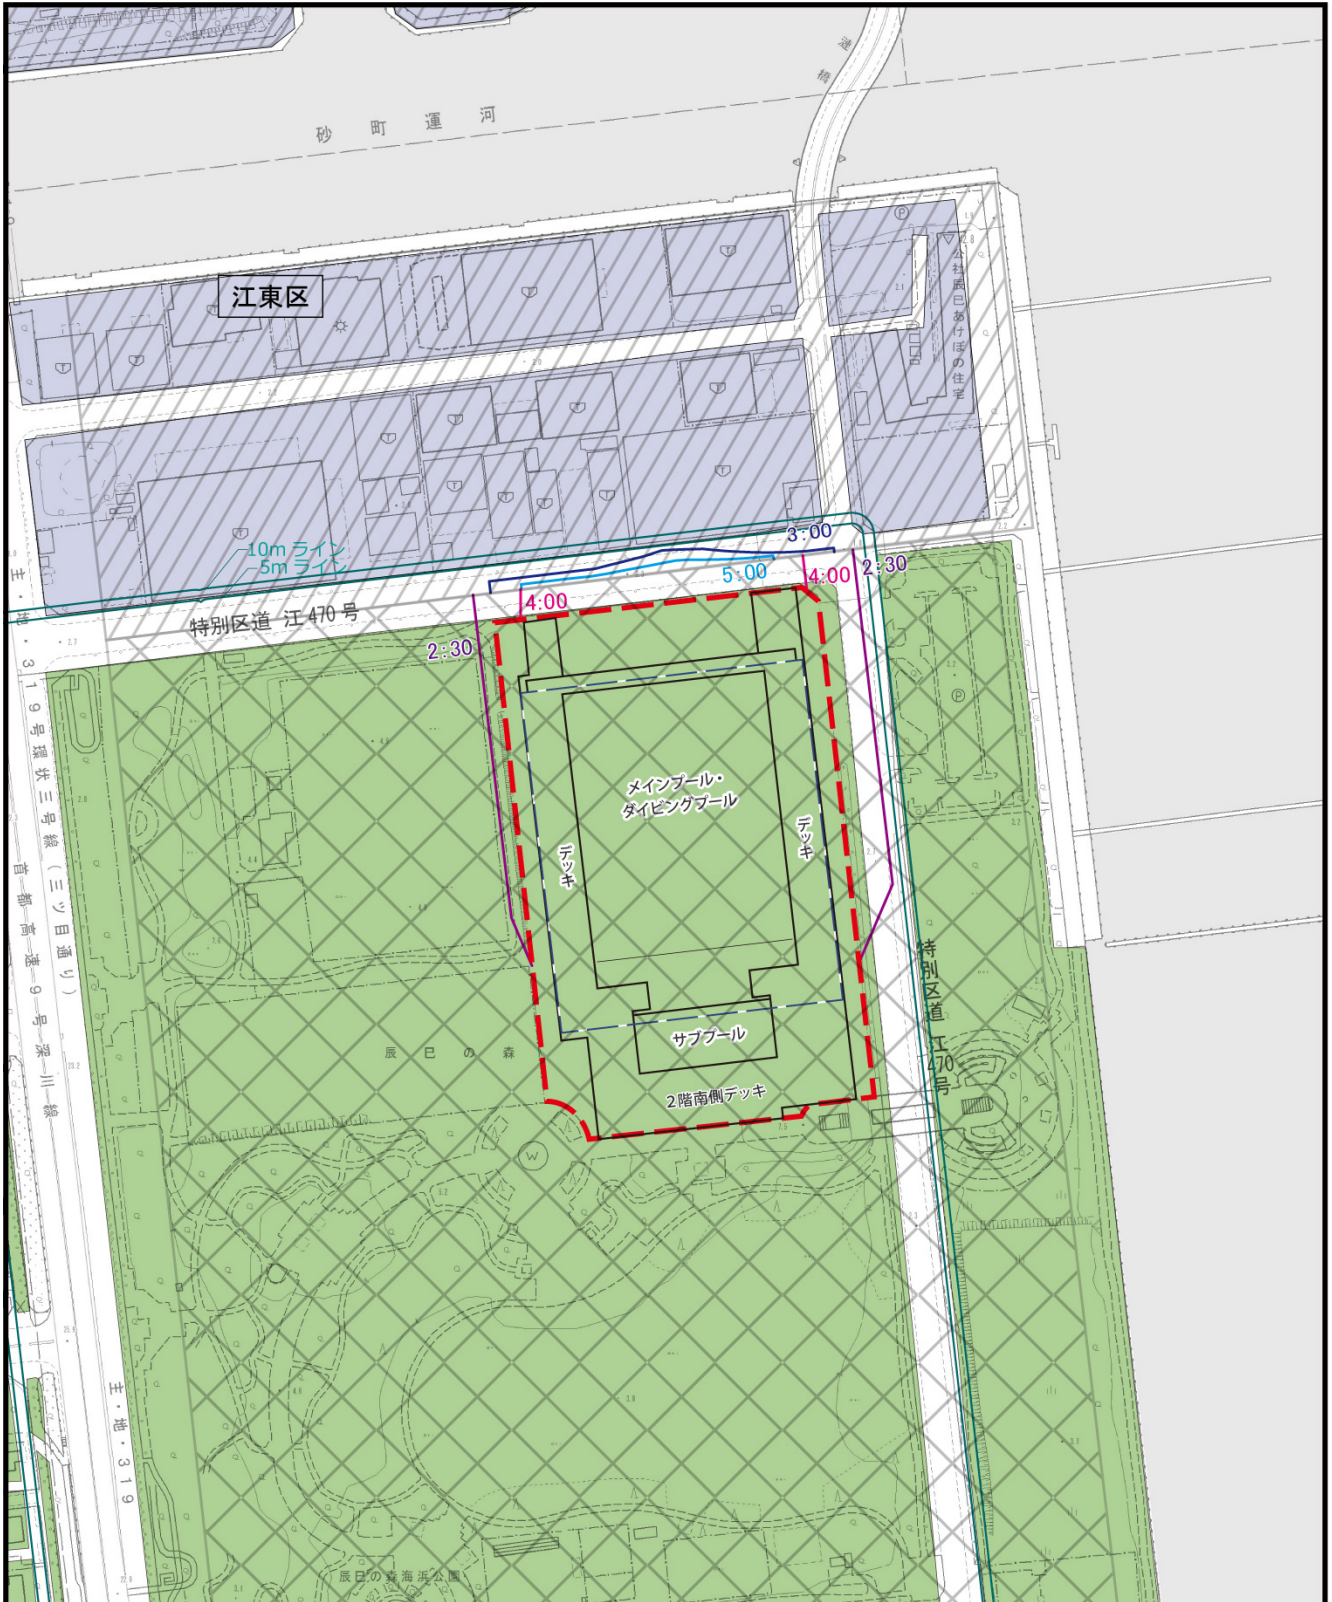 漣橋
砂町運河
江東区
公社辰巳あけぼの住宅
10m ライン
5m ライン
3:00
5:00
4:00
2:30
4:00
特別区道 江 470 号
2:30
主・地・319号環状三号線(三ツ目通り)
首都高速9号深川線
メインプール・
ダイビングプール
デッキ
デッキ
特別区道 江470号
サブプール
辰巳の森
2階南側デッキ
W
主・地・319
辰巳の森海浜公園